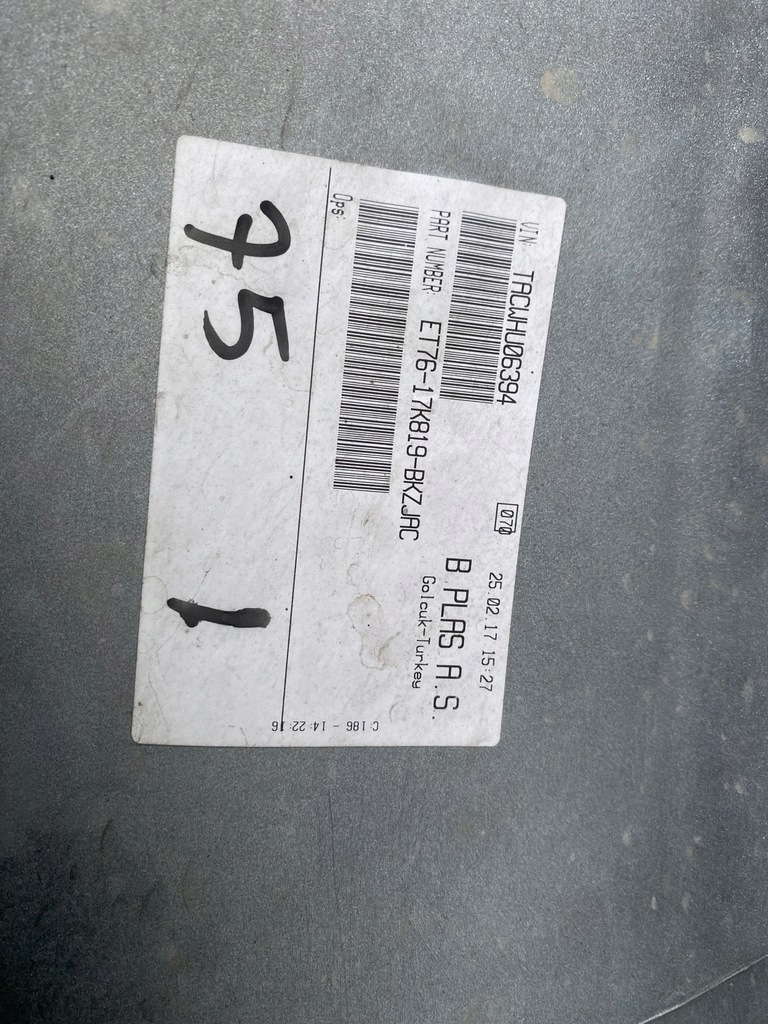 VIN: TACWHU06394
070
25.02.17 15:27
PART NUMBER: ET76-17K819-BKZJAC
B.PLAS A.S.
Golcuk-Turkey
Ops:
C:186 - 14:22:16
75 1